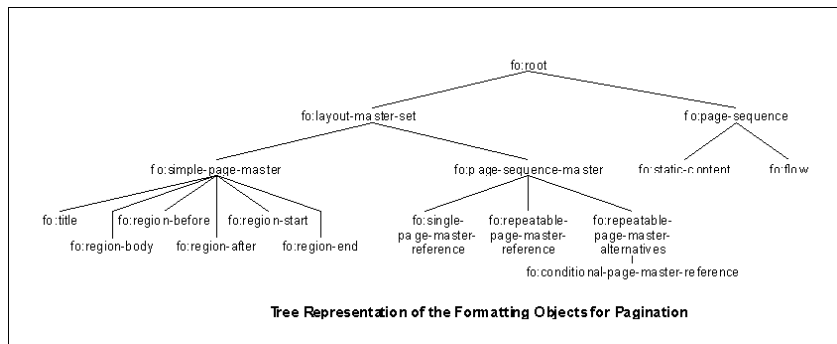 fo:root
fo:layout-master-set
fo:page-sequence
fo:simple-page-master
fo:page-sequence-master
fo:static-content
fo:flow
fo:title
fo:region-before
fo:region-start
fo:region-body
fo:region-after
fo:region-end
fo:single-
page-master-
reference
fo:repeatable-
page-master-
reference
fo:repeatable-
page-master-
alternatives
fo:conditional-page-master-reference
Tree Representation of the Formatting Objects for Pagination